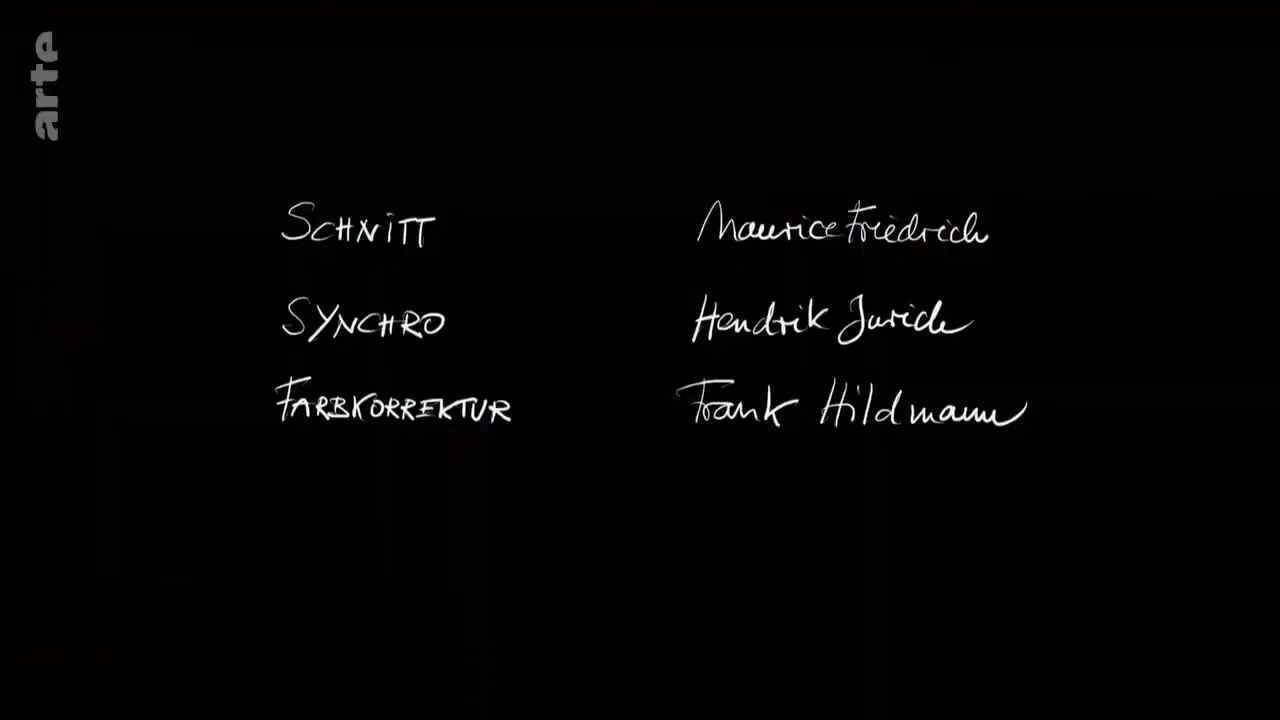 arte
SCHNITT Maurice Friedrich
SYNCHRO Hendrik Jurich
FARBKORREKTUR Frank Hildmann